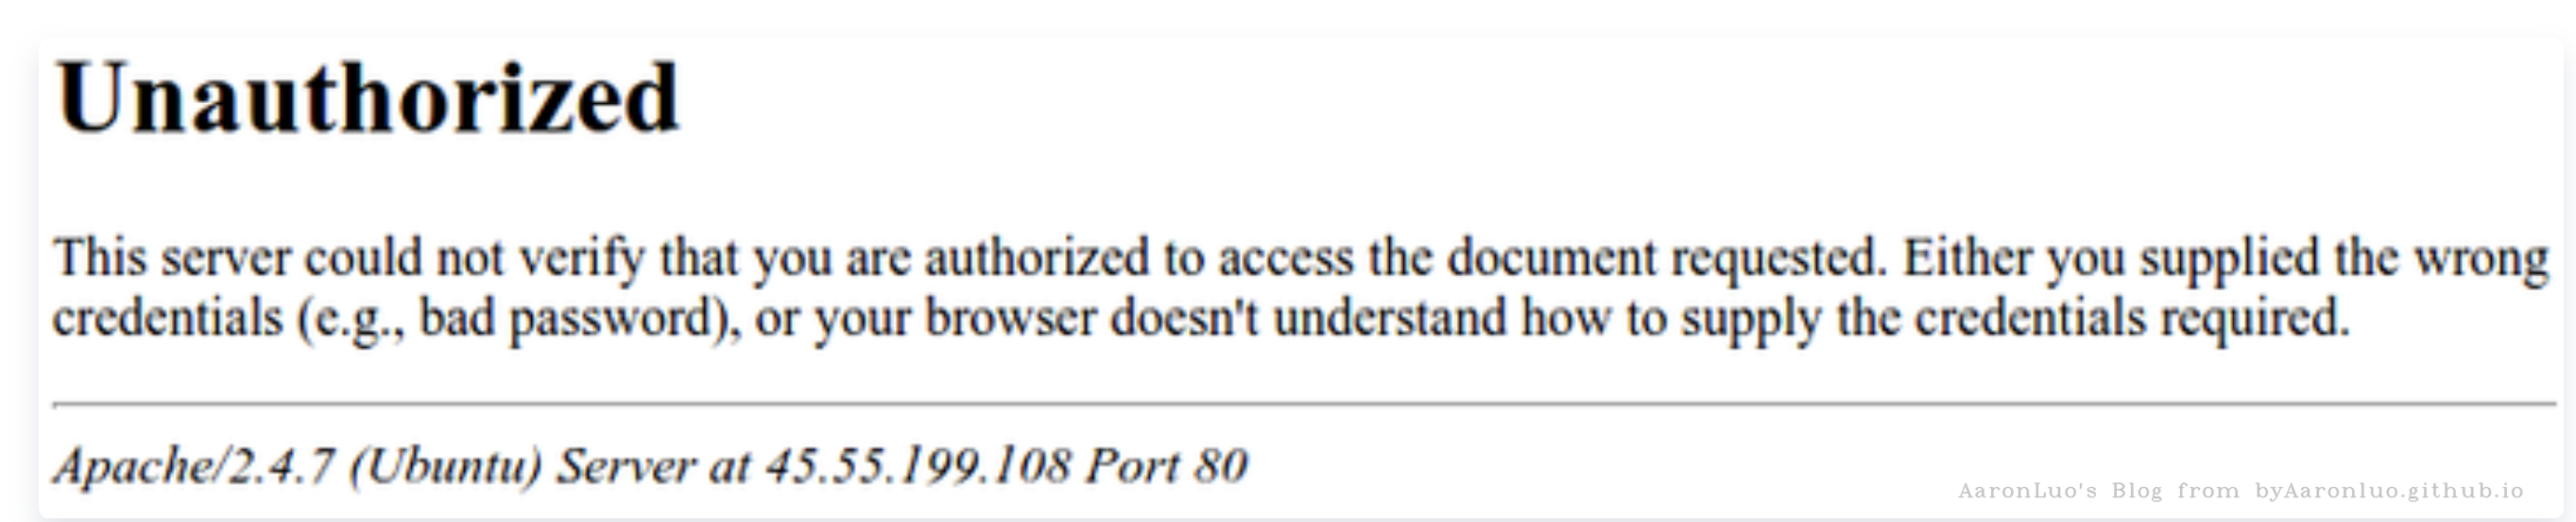 Unauthorized
This server could not verify that you are authorized to access the document requested. Either you supplied the wrong
credentials (e.g., bad password), or your browser doesn't understand how to supply the credentials required.
Apache/2.4.7 (Ubuntu) Server at 45.55.199.108 Port 80
AaronLuo's Blog from byAaronluo.github.io